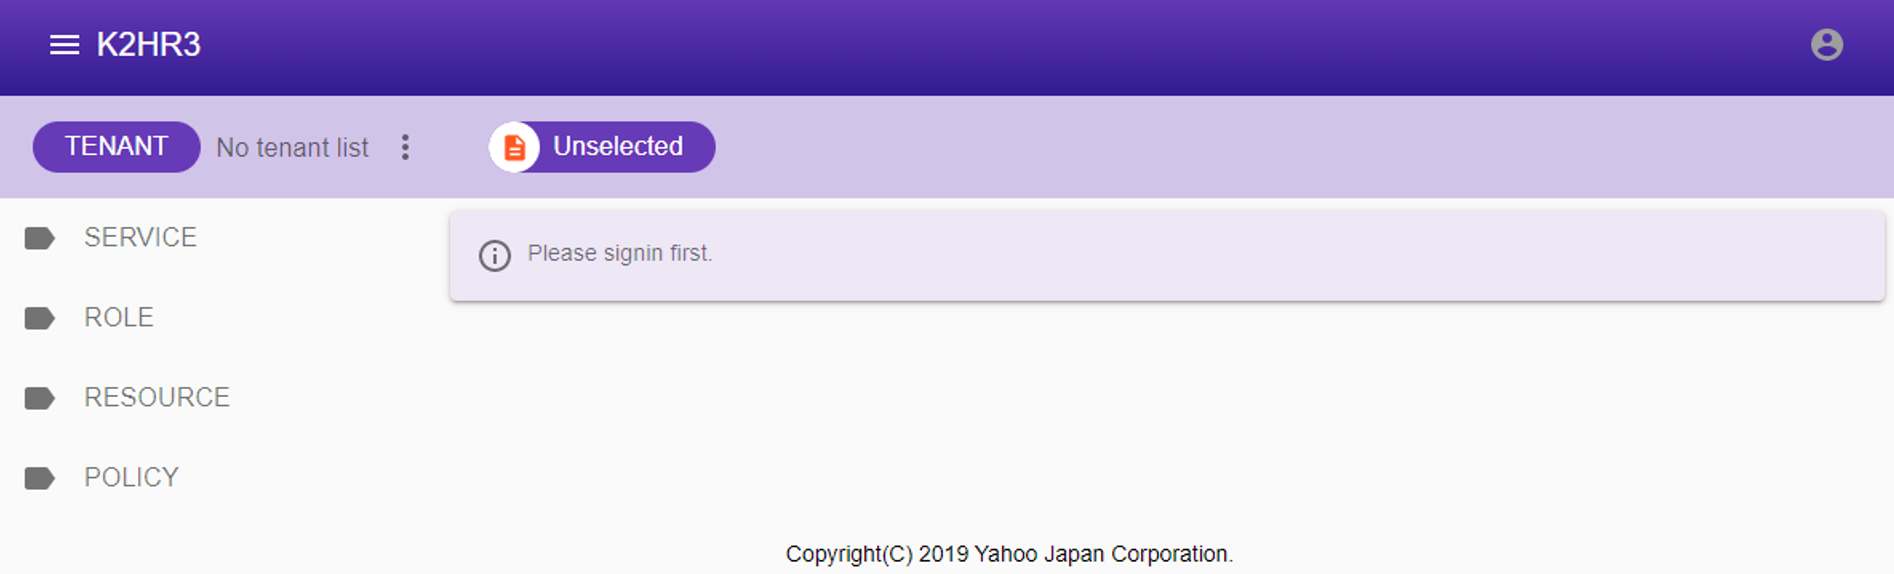 K2HR3
TENANT No tenant list Unselected
SERVICE
Please signin first.
ROLE
RESOURCE
POLICY
Copyright(C) 2019 Yahoo Japan Corporation.